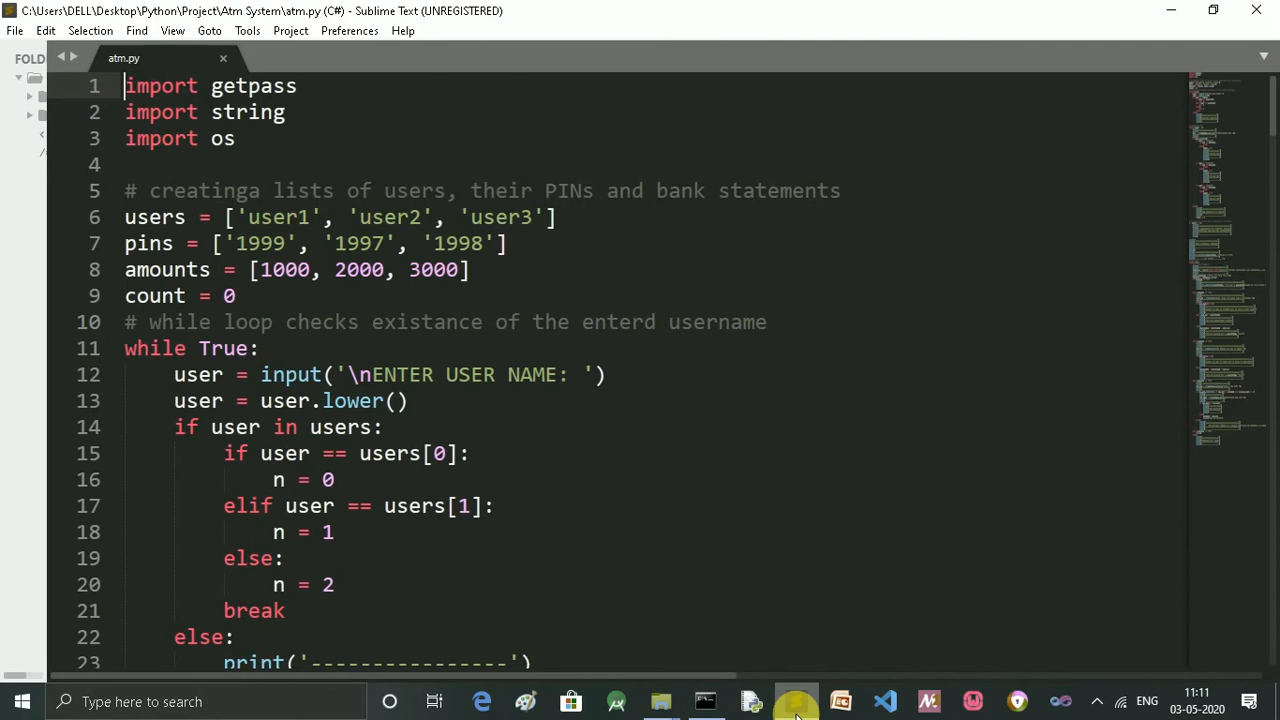 C:\Users\DELL\Desktop\Python\Project\Atm System\atm.py (C#) - Sublime Text (UNREGISTERED)
File Edit Selection Find View Goto Tools Project Preferences Help
FOLD
atm.py
1 import getpass
2 import string
3 import os
4
5 # creatinga lists of users, their PINs and bank statements
6 users = ['user1', 'user2', 'user3']
7 pins = ['1999', '1997', '1998']
8 amounts = [1000, 2000, 3000]
9 count = 0
10 # while loop checks existance of the enterd username
11 while True:
12 user = input('\nENTER USER NAME: ')
13 user = user.lower()
14 if user in users:
15 if user == users[0]:
16 n = 0
17 elif user == users[1]:
18 n = 1
19 else:
20 n = 2
21 break
22 else:
23 print('----------------')
Type here to search
ENG
11:11
03-05-2020